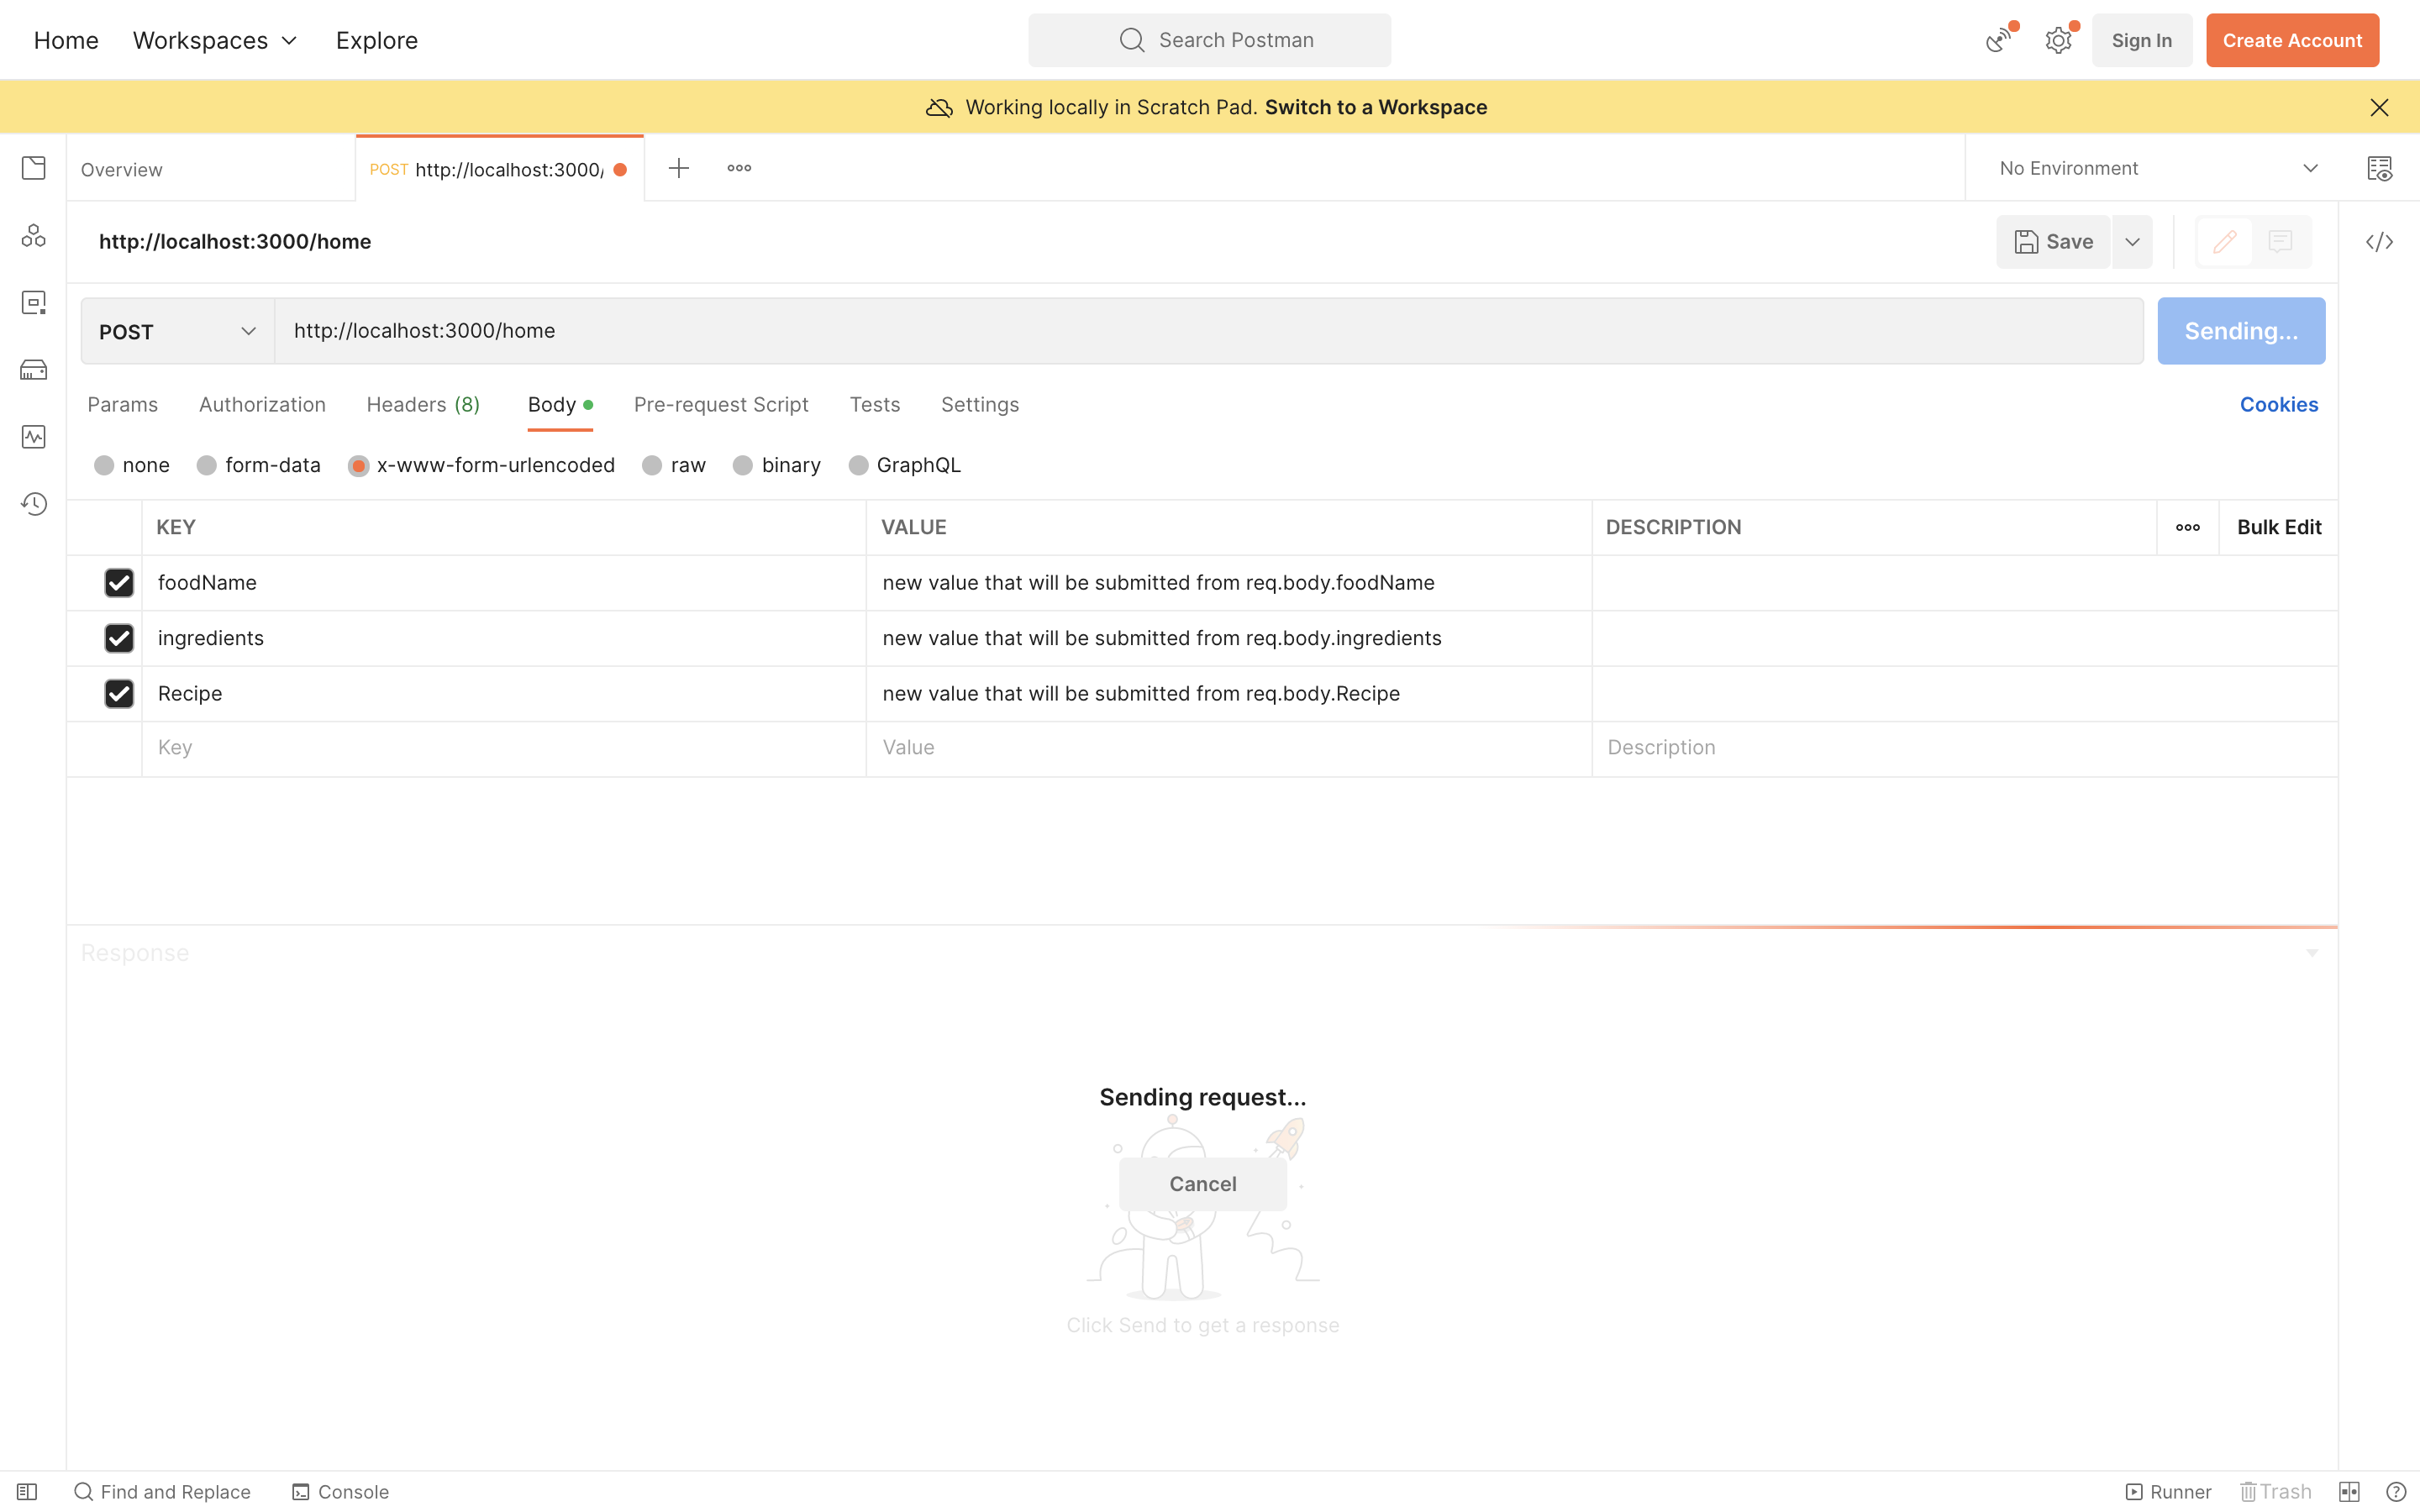 Home Workspaces Explore Search Postman Sign In Create Account
Working locally in Scratch Pad. Switch to a Workspace
Overview POST http://localhost:3000/ No Environment
http://localhost:3000/home Save
POST http://localhost:3000/home Sending...
Params Authorization Headers (8) Body Pre-request Script Tests Settings Cookies
none form-data x-www-form-urlencoded raw binary GraphQL
KEY VALUE DESCRIPTION Bulk Edit
foodName new value that will be submitted from req.body.foodName
ingredients new value that will be submitted from req.body.ingredients
Recipe new value that will be submitted from req.body.Recipe
Key Value Description
Response
Sending request...
Cancel
Click Send to get a response
Find and Replace Console Runner Trash